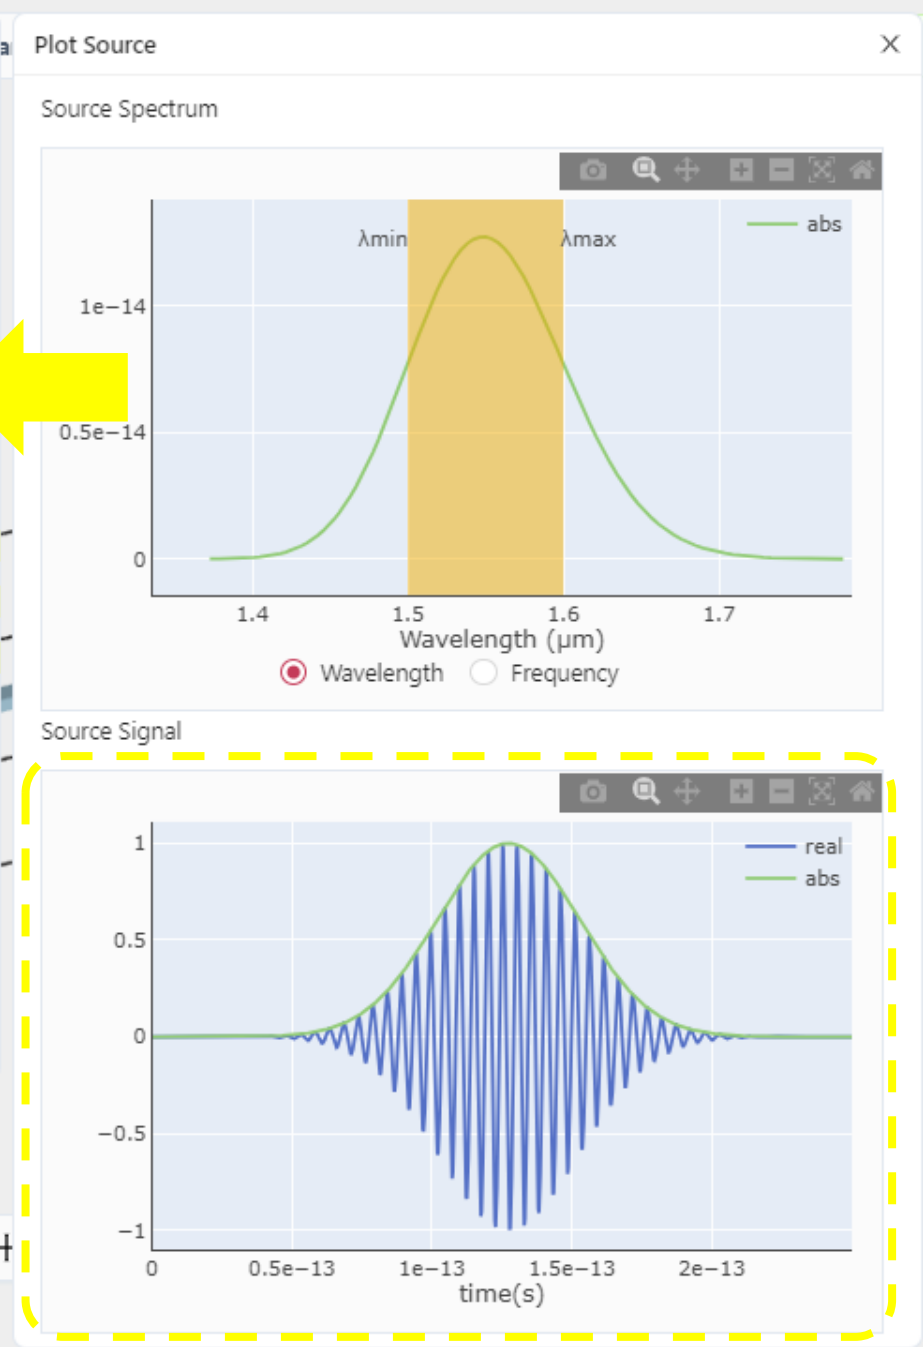 Plot Source
Source Spectrum
λmin
λmax
abs
1e−14
0.5e−14
0
1.4 1.5 1.6 1.7
Wavelength (μm)
Wavelength Frequency
Source Signal
real
abs
1
0.5
0
−0.5
−1
0 0.5e−13 1e−13 1.5e−13 2e−13
time(s)